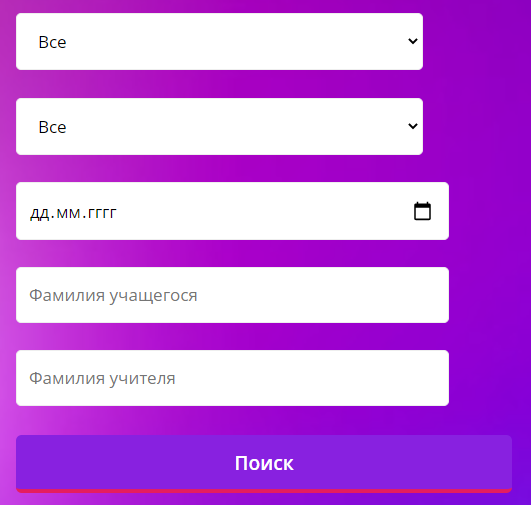 Все
Все
дд.мм.гггг
Фамилия учащегося
Фамилия учителя
Поиск